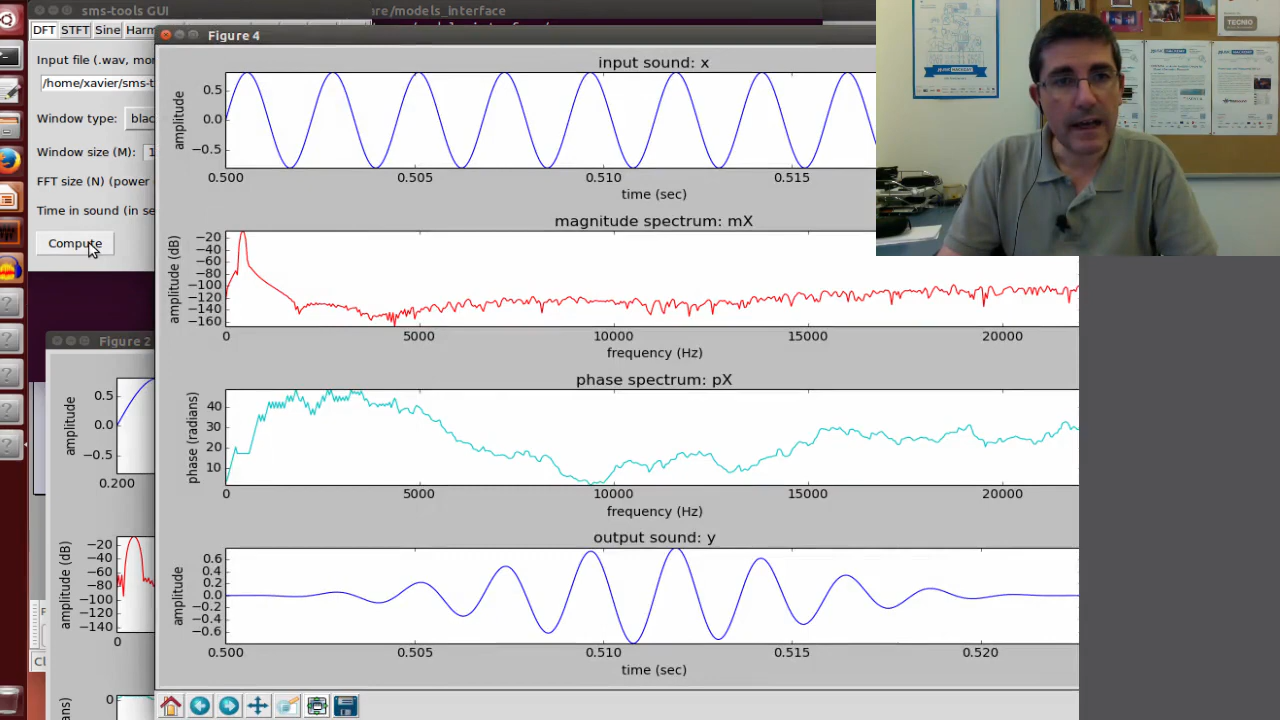 sms-tools GUI
re/models_interface
DFT STFT Sine Harm
Input file (.wav, mor
/home/xavier/sms-t
Window type: blac
Window size (M): 1
FFT size (N) (power
Time in sound (in se
Compute
Figure 4
input sound: x
amplitude
0.5
0.0
−0.5
0.500 0.505 0.510 0.515
time (sec)
magnitude spectrum: mX
amplitude (dB)
−20
−40
−60
−80
−100
−120
−140
−160
0 5000 10000 15000 20000
frequency (Hz)
phase spectrum: pX
phase (radians)
40
30
20
10
0 5000 10000 15000 20000
frequency (Hz)
output sound: y
amplitude
0.6
0.4
0.2
0.0
−0.2
−0.4
−0.6
0.500 0.505 0.510 0.515 0.520
time (sec)
Figure 2
amplitude
0.5
0.0
−0.5
0.200
amplitude (dB)
−20
−40
−60
−80
−100
−120
−140
0
0
ans)
Cl
TECNIO